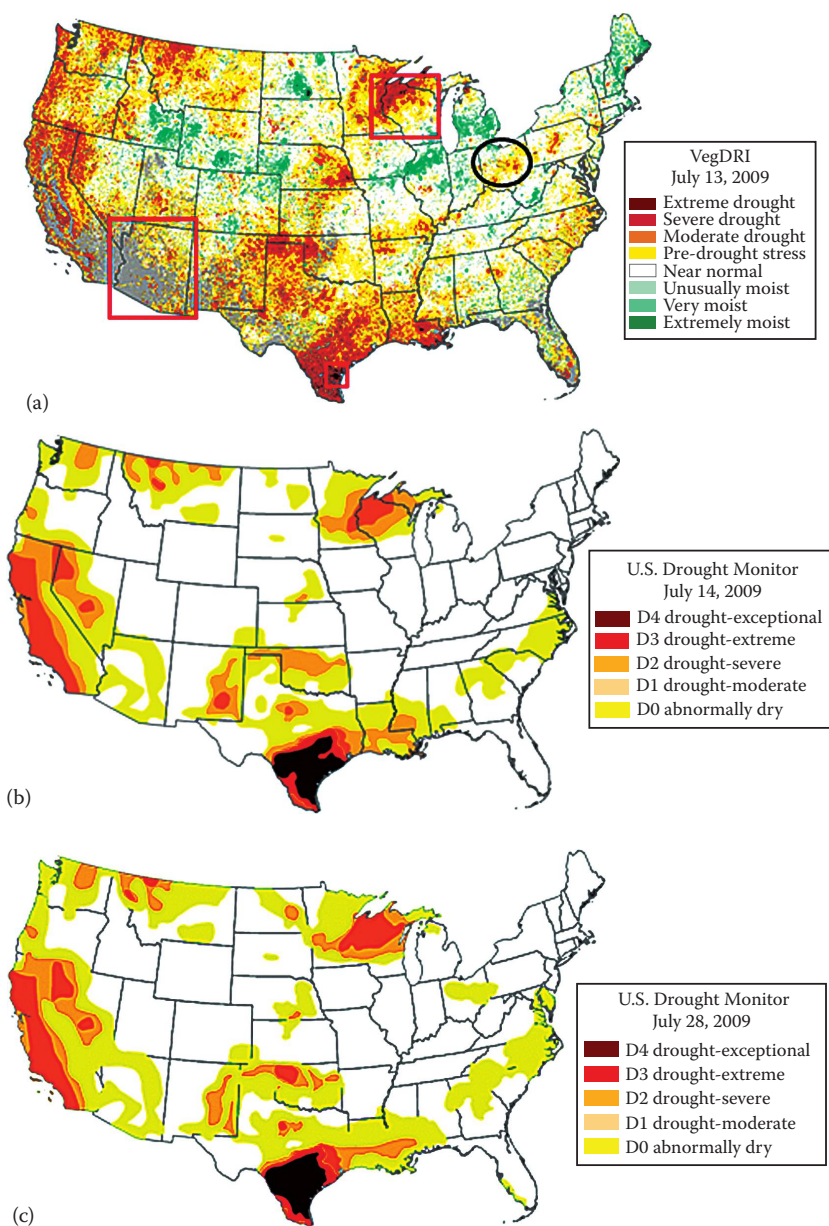 VegDRI
July 13, 2009
Extreme drought
Severe drought
Moderate drought
Pre-drought stress
Near normal
Unusually moist
Very moist
Extremely moist
(a)
U.S. Drought Monitor
July 14, 2009
D4 drought-exceptional
D3 drought-extreme
D2 drought-severe
D1 drought-moderate
D0 abnormally dry
(b)
U.S. Drought Monitor
July 28, 2009
D4 drought-exceptional
D3 drought-extreme
D2 drought-severe
D1 drought-moderate
D0 abnormally dry
(c)